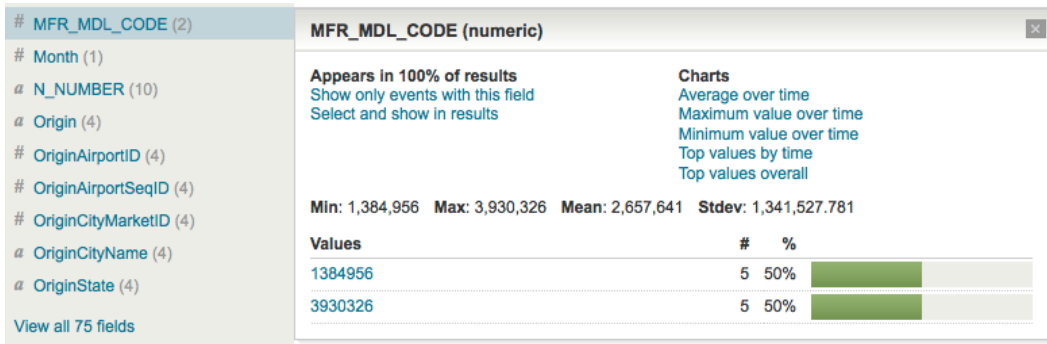 # MFR_MDL_CODE (2)
# Month (1)
a N_NUMBER (10)
a Origin (4)
# OriginAirportID (4)
# OriginAirportSeqID (4)
# OriginCityMarketID (4)
a OriginCityName (4)
a OriginState (4)
View all 75 fields
MFR_MDL_CODE (numeric)
Appears in 100% of results
Show only events with this field
Select and show in results
Charts
Average over time
Maximum value over time
Minimum value over time
Top values by time
Top values overall
Min: 1,384,956 Max: 3,930,326 Mean: 2,657,641 Stdev: 1,341,527.781
Values # %
1384956 5 50%
3930326 5 50%